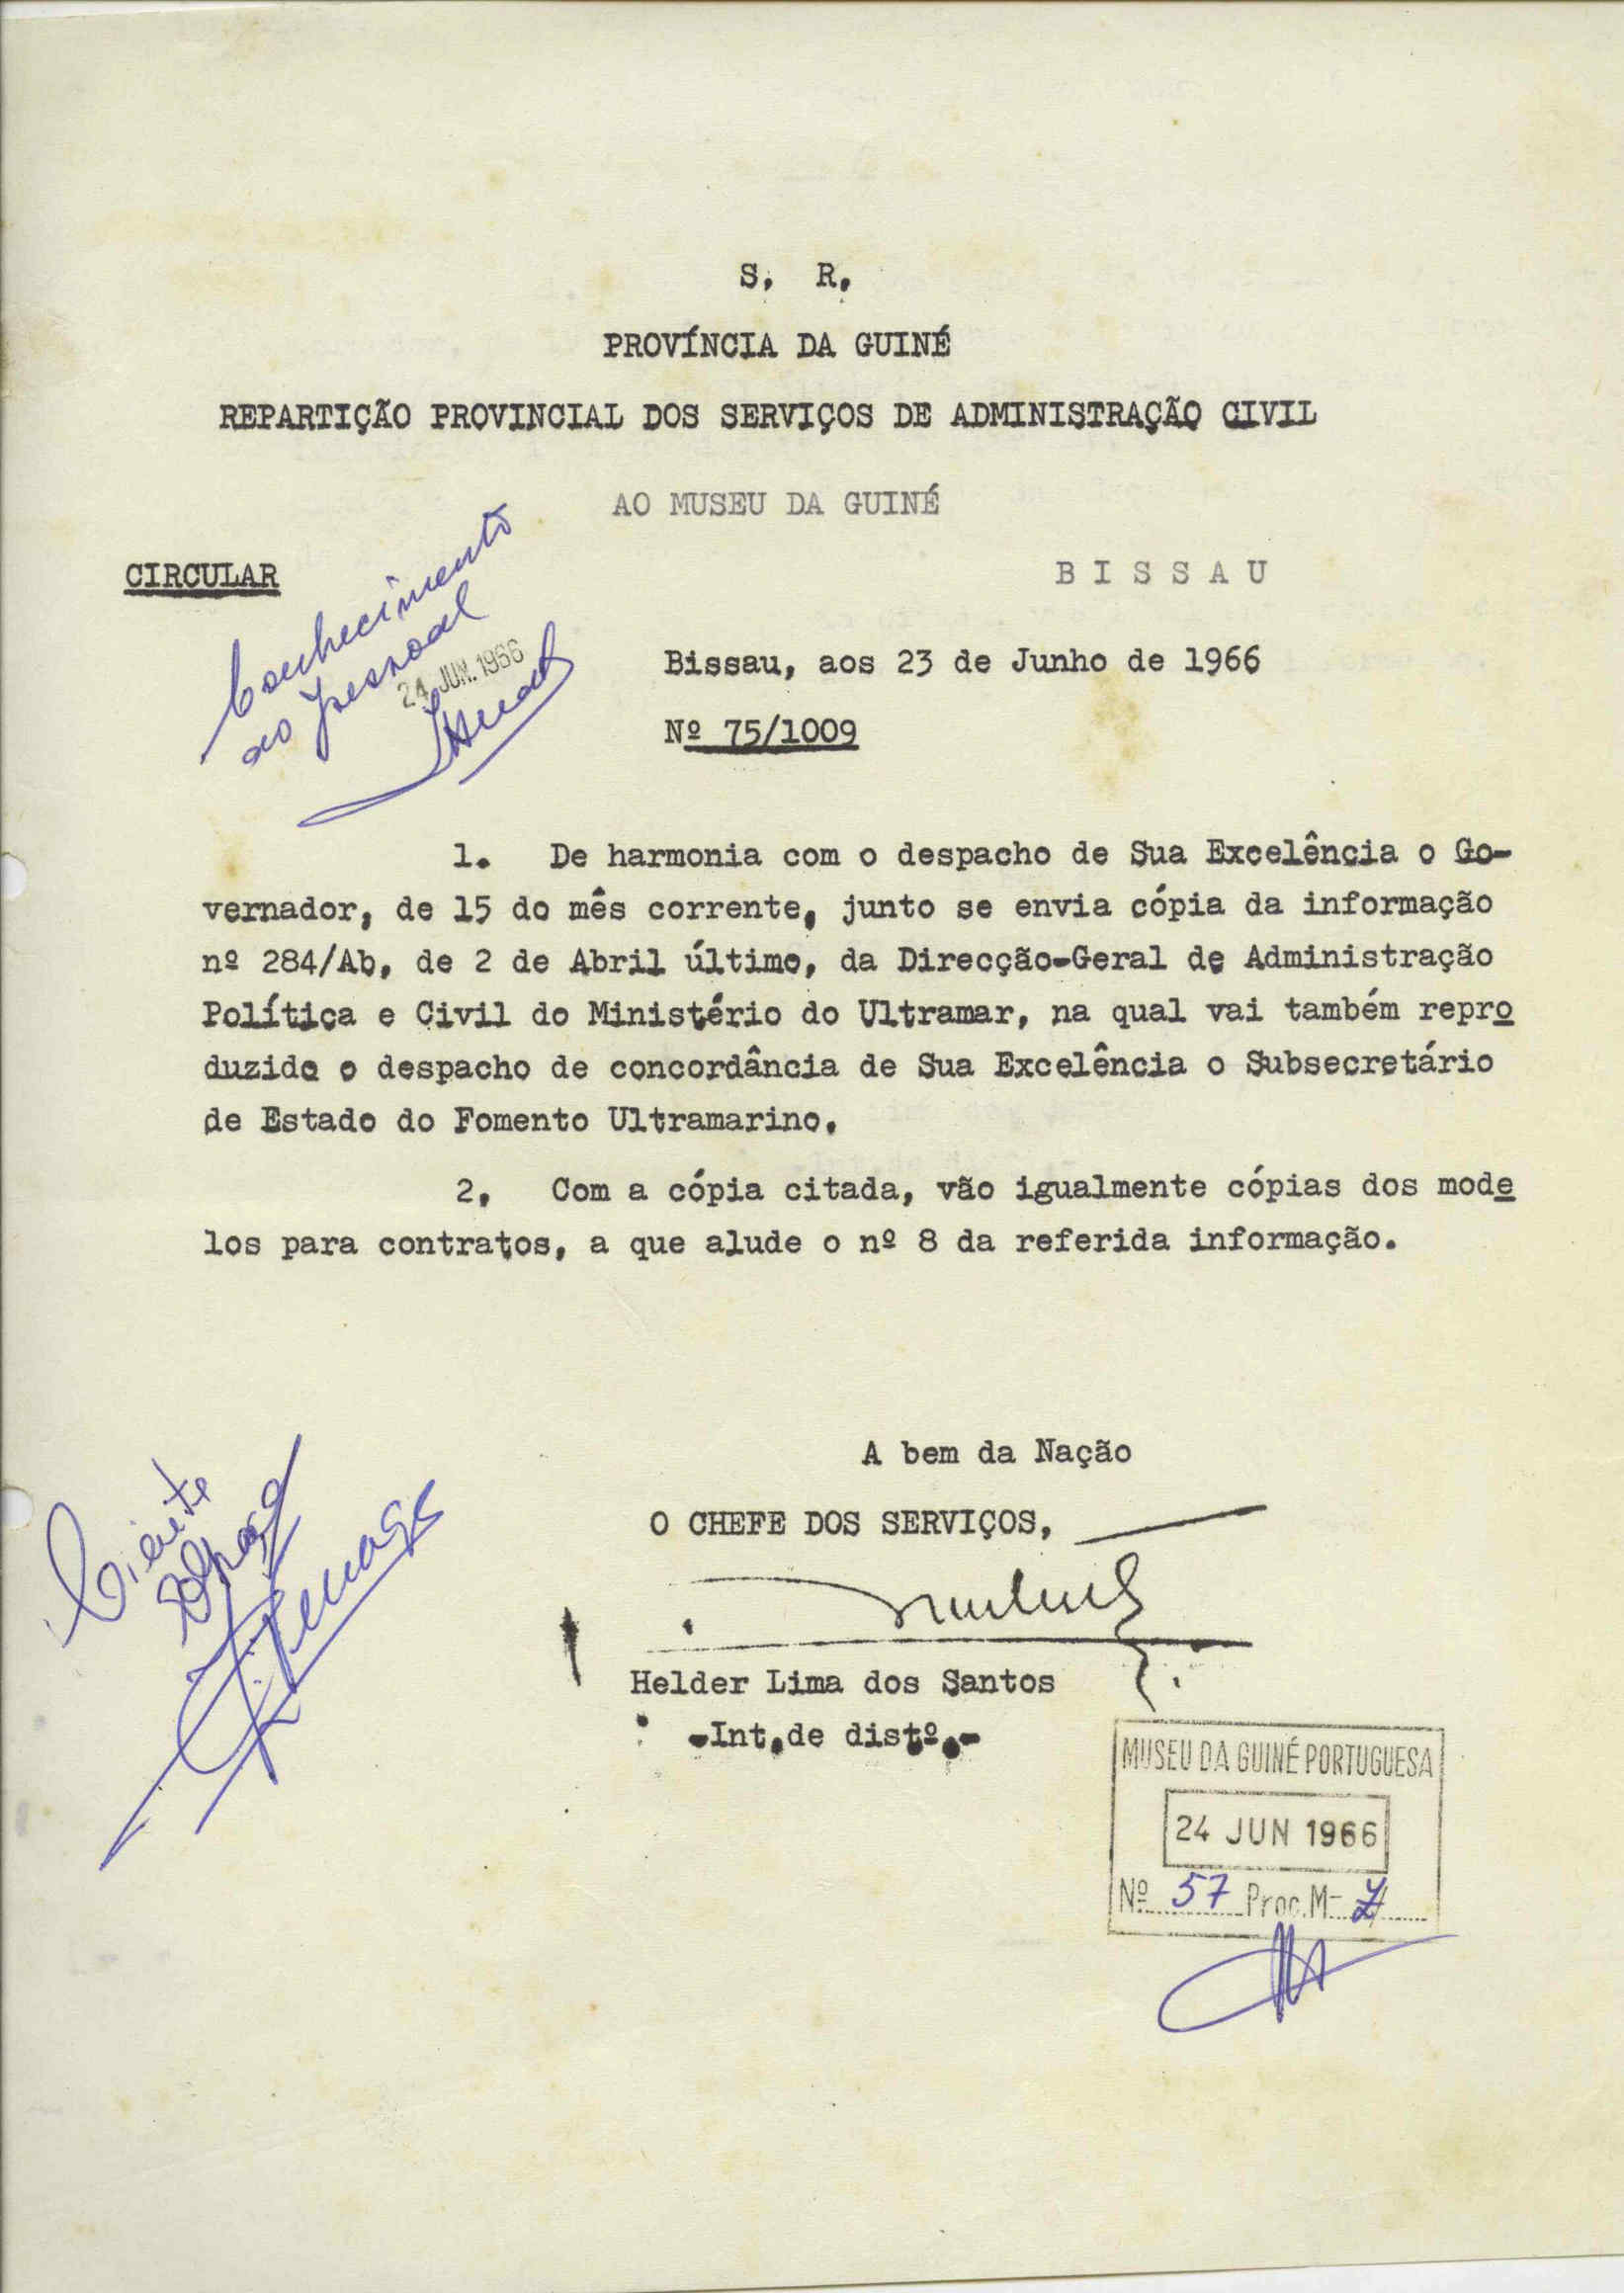 S. R.
PROVÍNCIA DA GUINÉ
REPARTIÇÃO PROVINCIAL DOS SERVIÇOS DE ADMINISTRAÇÃO CIVIL
AO MUSEU DA GUINÉ
CIRCULAR
BISSAU
Conhecimento
ao pessoal
24 JUN. 1966
Bissau, aos 23 de Junho de 1966
Nº 75/1009
1. De harmonia com o despacho de Sua Excelência o Go-
vernador, de 15 do mês corrente, junto se envia cópia da informação
nº 284/Ab, de 2 de Abril último, da Direcção-Geral de Administração
Política e Civil do Ministério do Ultramar, na qual vai também repro
duzido o despacho de concordância de Sua Excelência o Subsecretário
de Estado do Fomento Ultramarino.
2. Com a cópia citada, vão igualmente cópias dos mode
los para contratos, a que alude o nº 8 da referida informação.
A bem da Nação
O CHEFE DOS SERVIÇOS,
Ciente
Helder Lima dos Santos
-Int.de distº.-
MUSEU DA GUINÉ PORTUGUESA
24 JUN 1966
Nº 57 Proc. M-